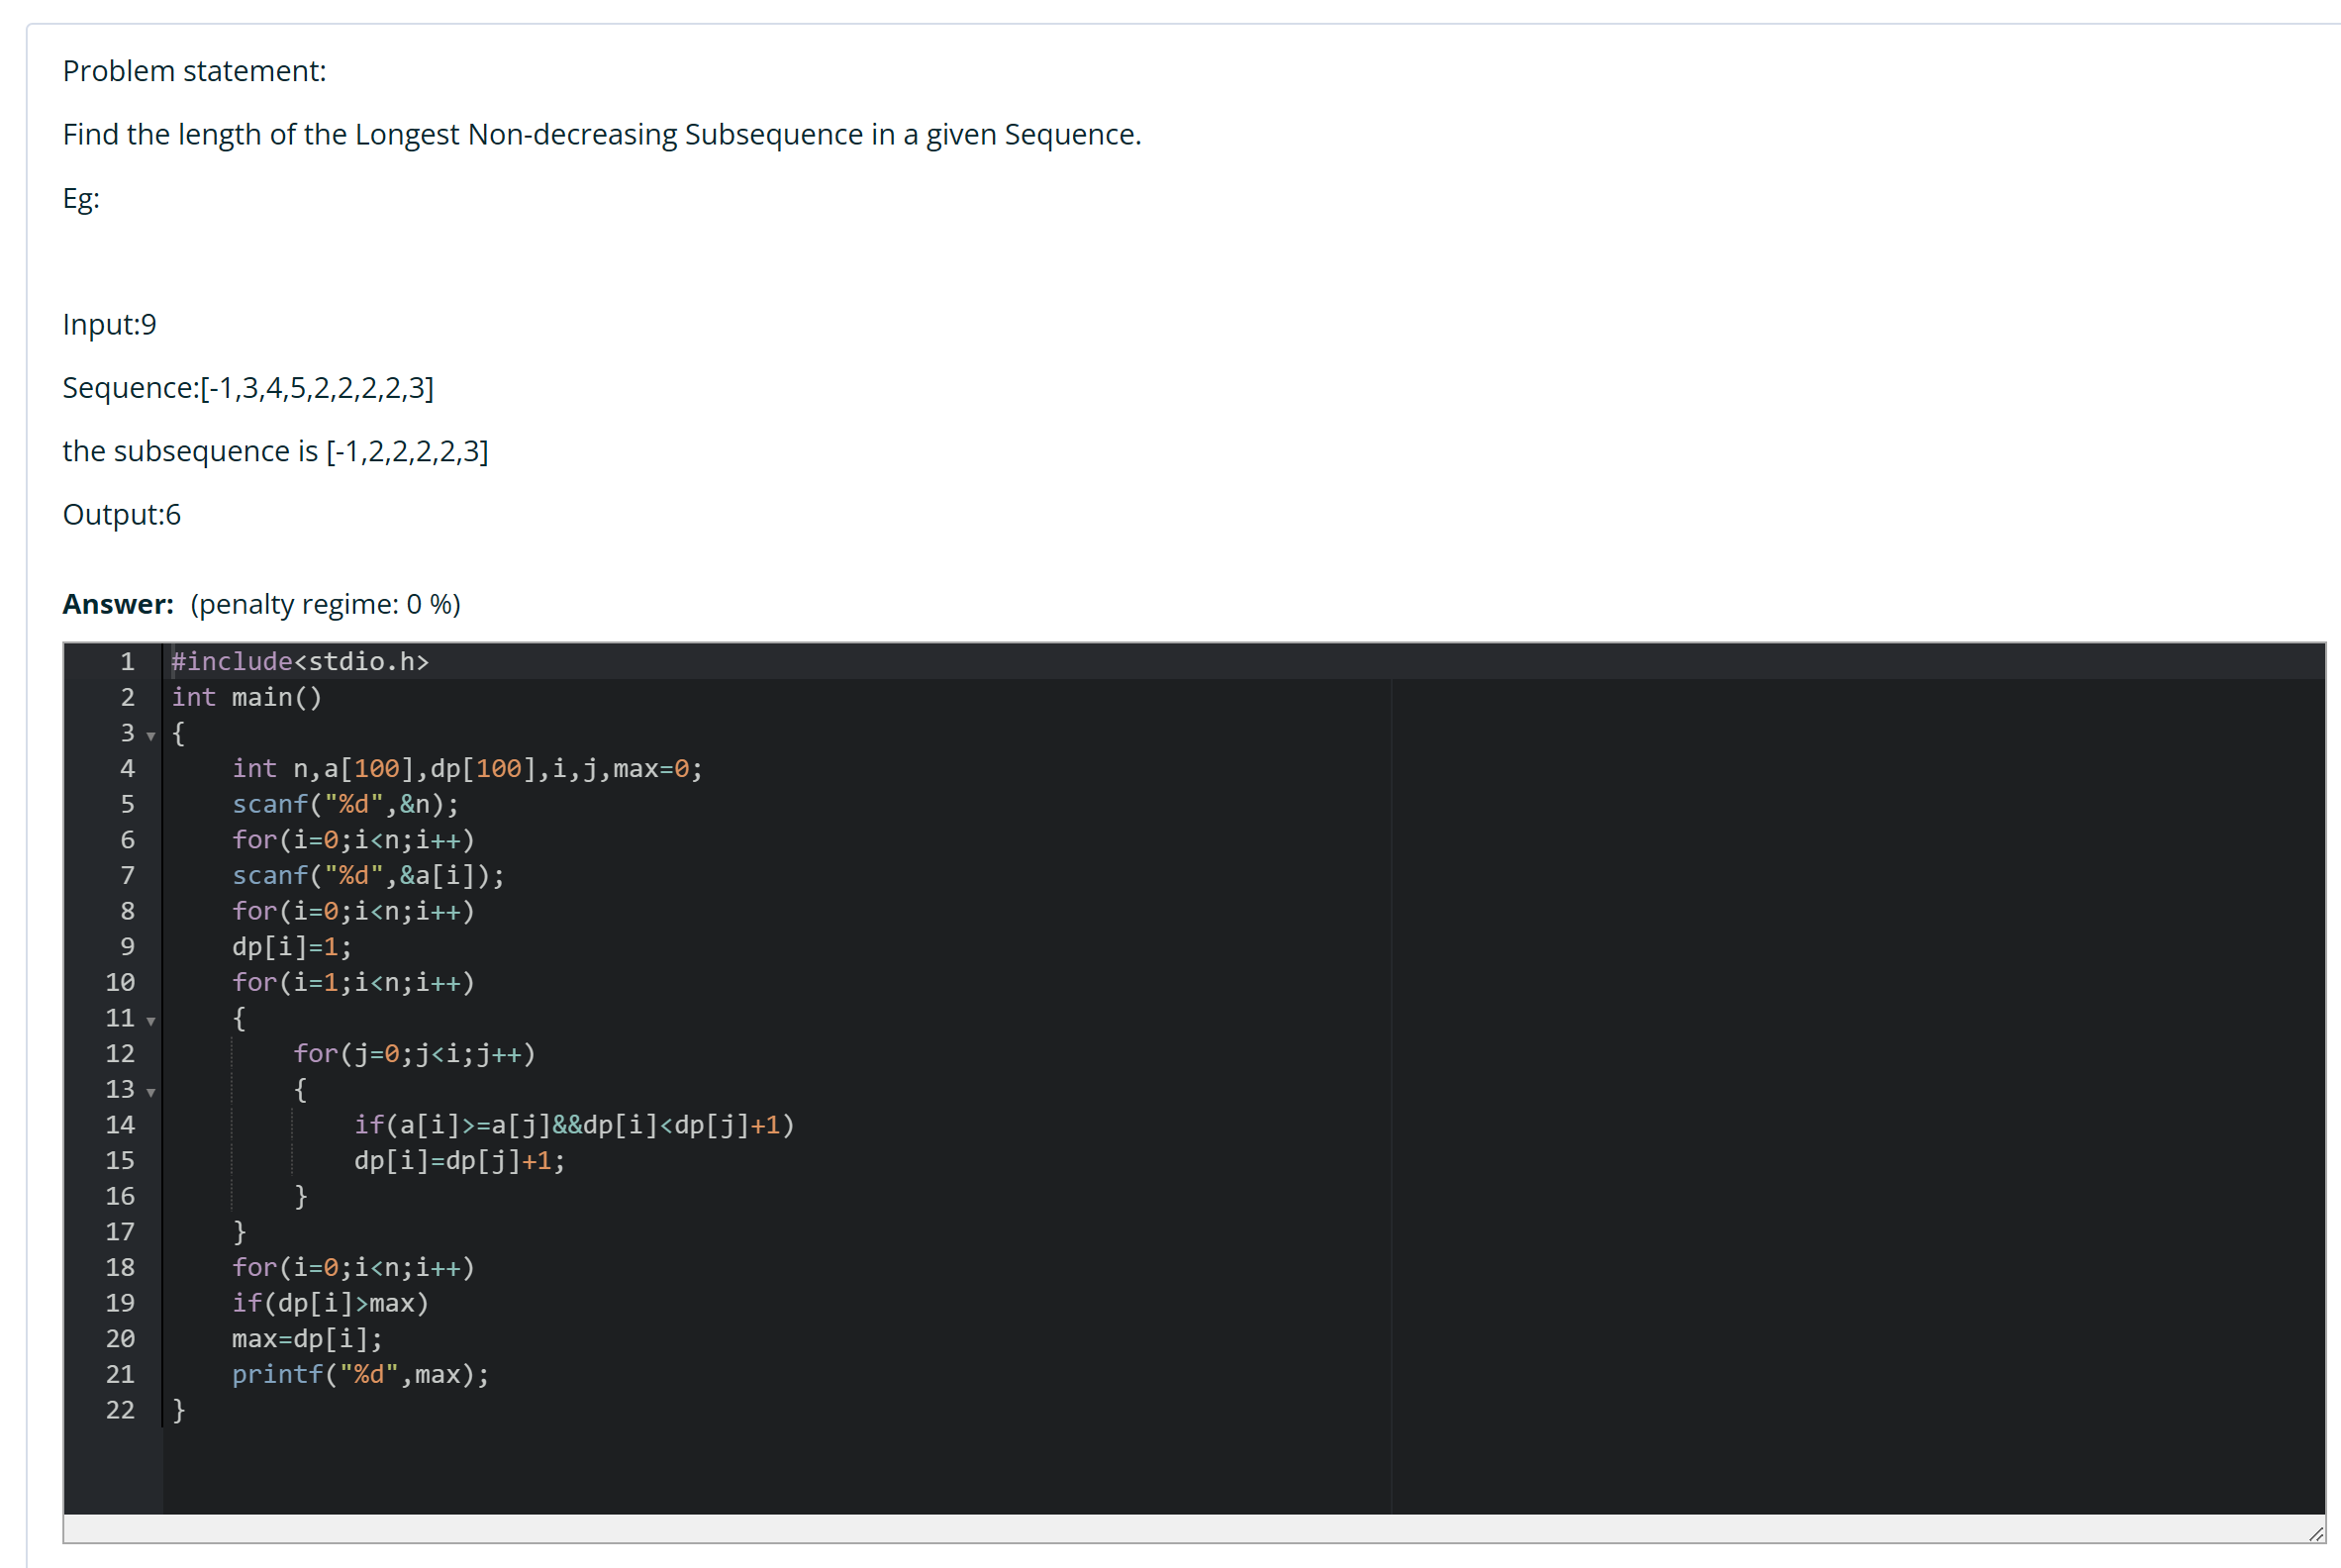 Problem statement:
Find the length of the Longest Non-decreasing Subsequence in a given Sequence.
Eg:
Input:9
Sequence:[-1,3,4,5,2,2,2,2,3]
the subsequence is [-1,2,2,2,2,3]
Output:6
Answer: (penalty regime: 0 %)
1 #include<stdio.h>
2 int main()
3 {
4     int n,a[100],dp[100],i,j,max=0;
5     scanf("%d",&n);
6     for(i=0;i<n;i++)
7     scanf("%d",&a[i]);
8     for(i=0;i<n;i++)
9     dp[i]=1;
10     for(i=1;i<n;i++)
11     {
12         for(j=0;j<i;j++)
13         {
14             if(a[i]>=a[j]&&dp[i]<dp[j]+1)
15             dp[i]=dp[j]+1;
16         }
17     }
18     for(i=0;i<n;i++)
19     if(dp[i]>max)
20     max=dp[i];
21     printf("%d",max);
22 }